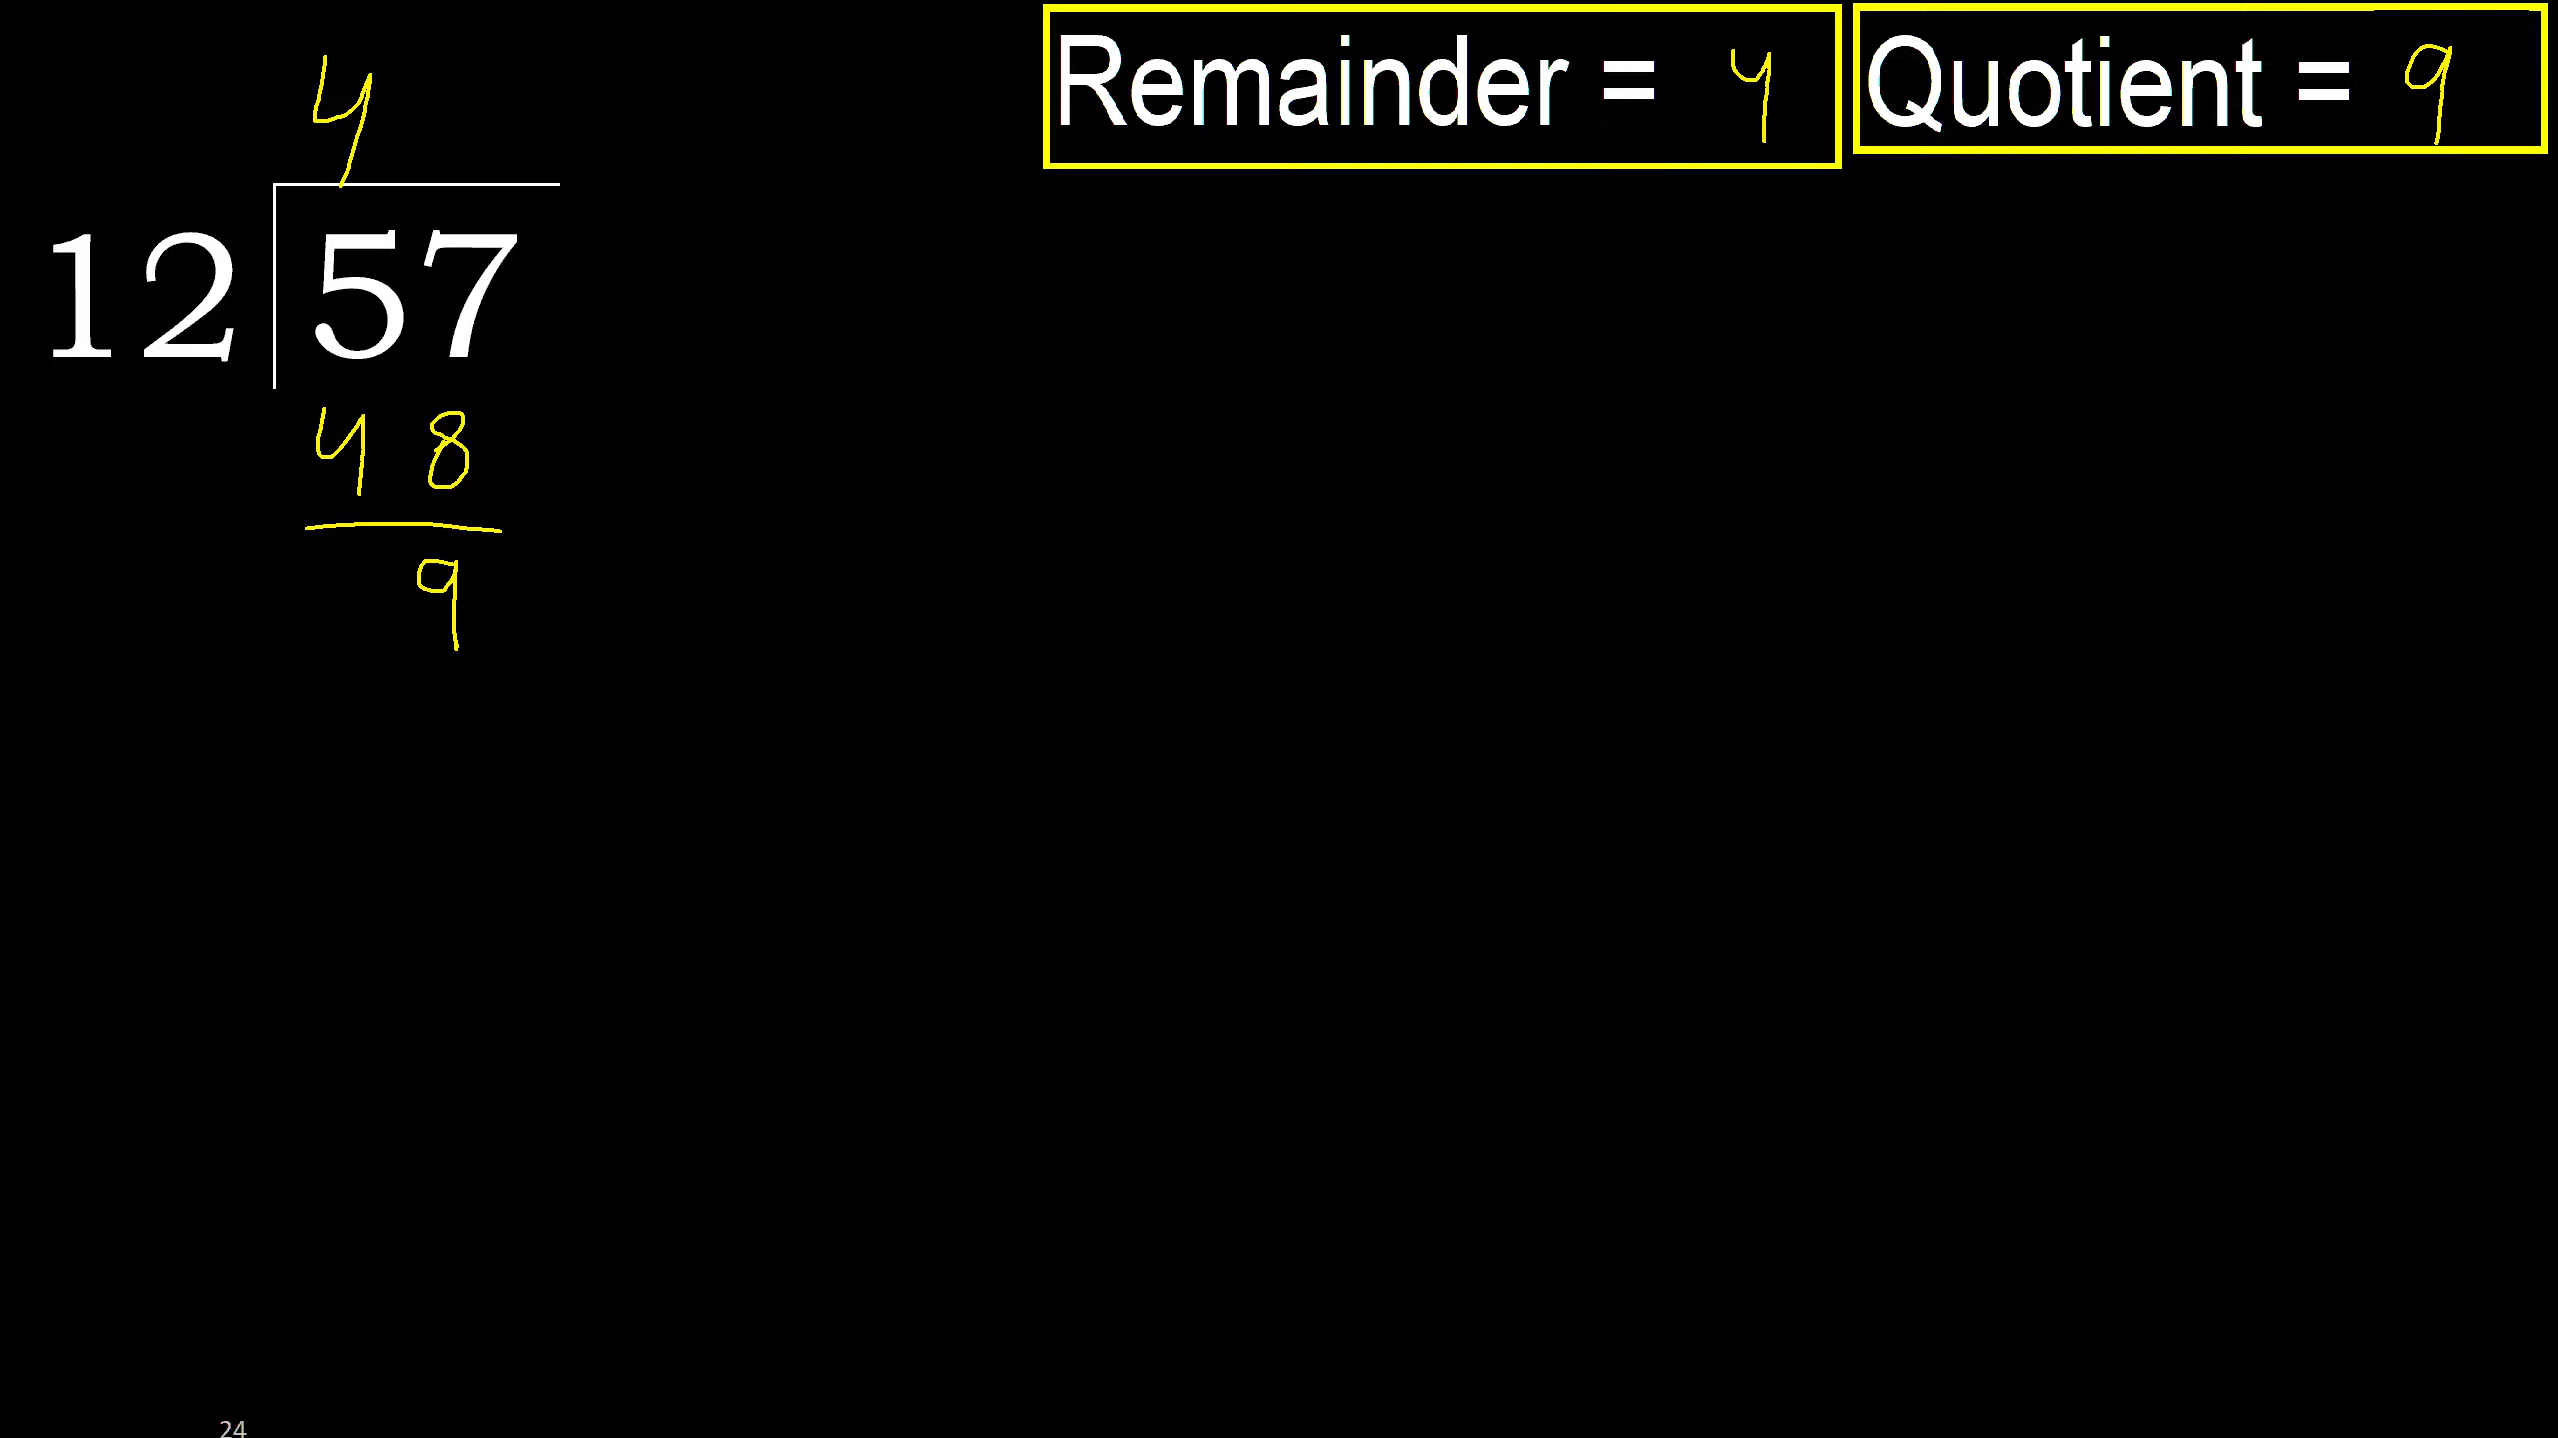 4
Remainder = 4
Quotient = 9
12 57
48
9
24